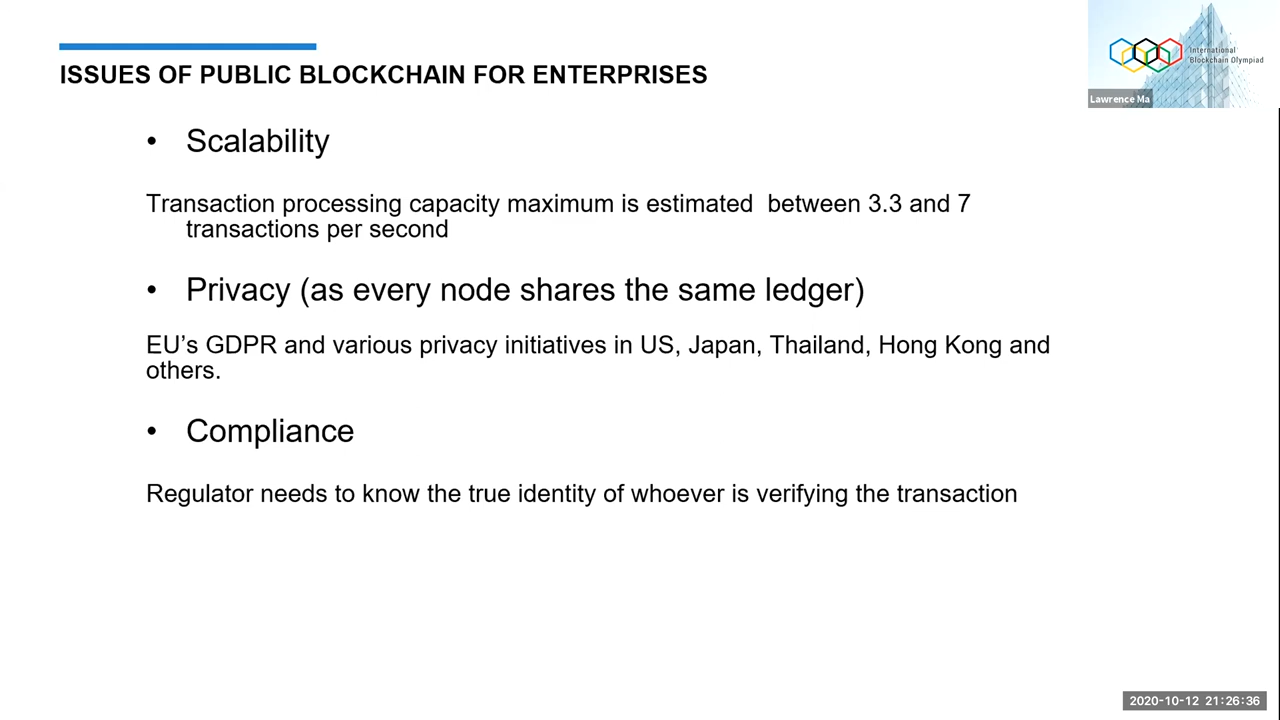 ISSUES OF PUBLIC BLOCKCHAIN FOR ENTERPRISES
International
Blockchain Olympiad
Lawrence Ma
• Scalability
Transaction processing capacity maximum is estimated  between 3.3 and 7
transactions per second
• Privacy (as every node shares the same ledger)
EU’s GDPR and various privacy initiatives in US, Japan, Thailand, Hong Kong and
others.
• Compliance
Regulator needs to know the true identity of whoever is verifying the transaction
2020-10-12 21:26:36